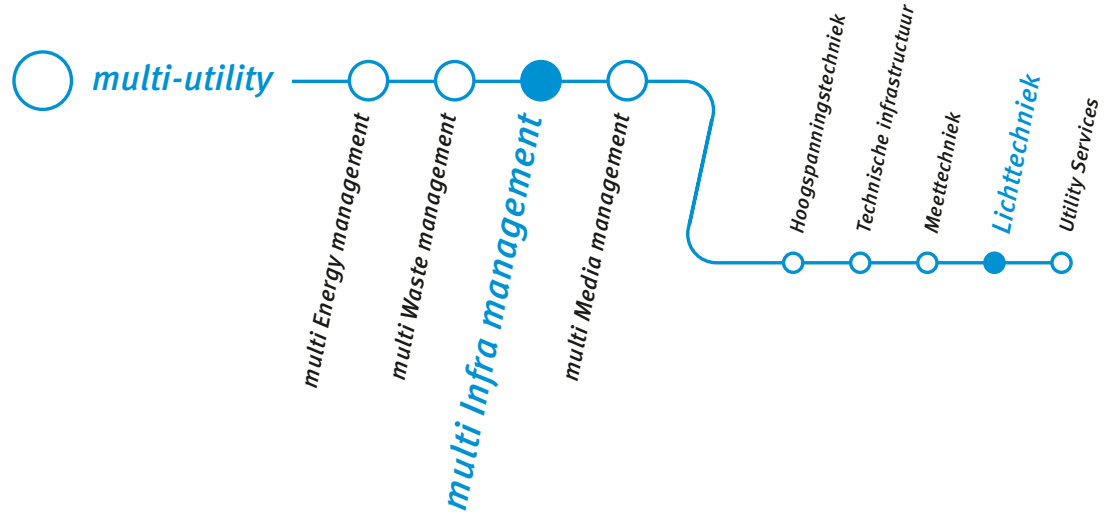 multi-utility
multi Energy management
multi Waste management
multi Infra management
multi Media management
Hoogspanningstechniek
Technische infrastructuur
Meettechniek
Lichttechniek
Utility Services